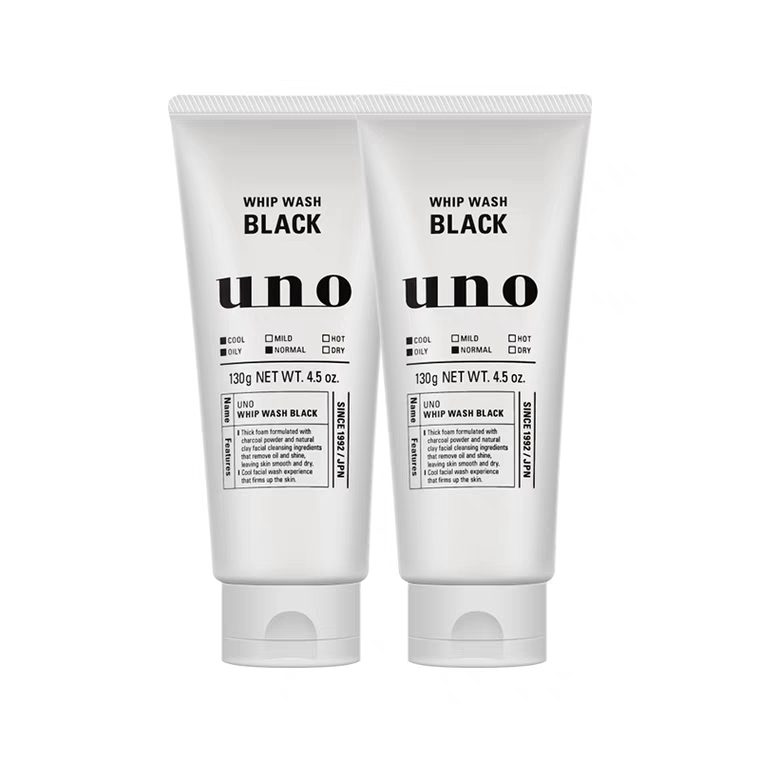 WHIP WASH
BLACK
uno
■COOL □MILD □HOT
■OILY ■NORMAL □DRY
130g NET WT. 4.5 oz.
Name
UNO
WHIP WASH BLACK
Features
Thick foam formulated with
charcoal powder and natural
clay facial cleansing ingredients
that remove oil and shine,
leaving skin smooth and dry.
Cool facial wash experience
that firms up the skin.
SINCE 1992 / JPN
WHIP WASH
BLACK
uno
■COOL □MILD □HOT
■OILY ■NORMAL □DRY
130g NET WT. 4.5 oz.
Name
UNO
WHIP WASH BLACK
Features
Thick foam formulated with
charcoal powder and natural
clay facial cleansing ingredients
that remove oil and shine,
leaving skin smooth and dry.
Cool facial wash experience
that firms up the skin.
SINCE 1992 / JPN